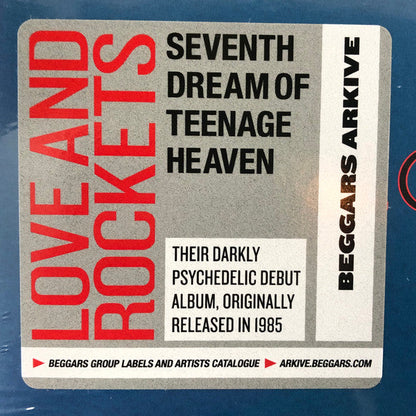 LOVE AND
ROCKETS
SEVENTH
DREAM OF
TEENAGE
HEAVEN
THEIR DARKLY
PSYCHEDELIC DEBUT
ALBUM, ORIGINALLY
RELEASED IN 1985
BEGGARS ARKIVE
BEGGARS GROUP LABELS AND ARTISTS CATALOGUE ARKIVE.BEGGARS.COM